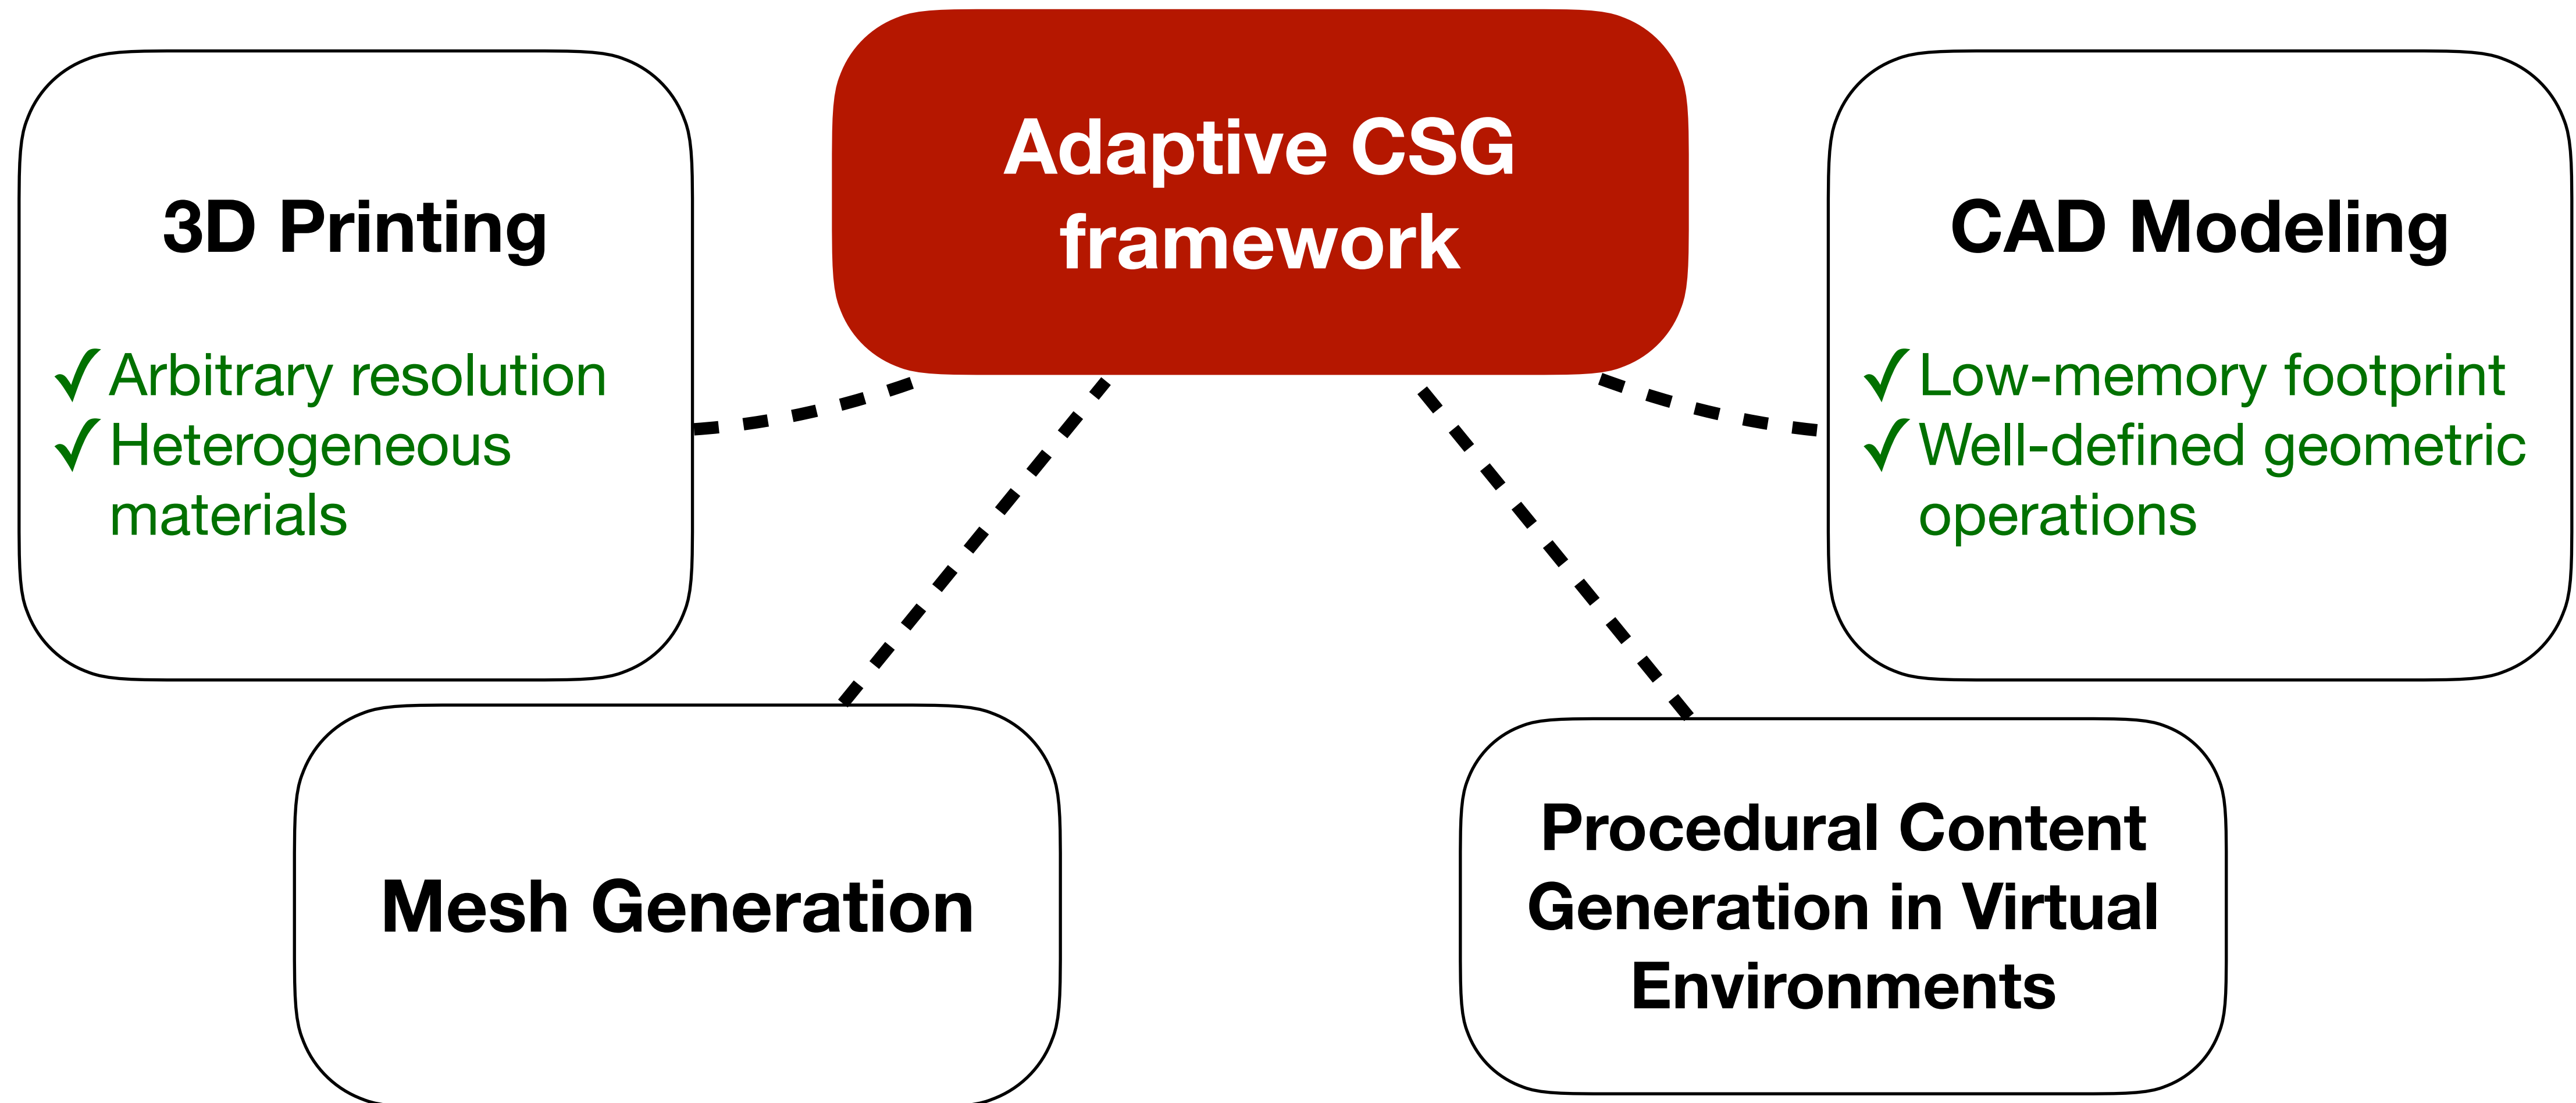 Adaptive CSG
framework
3D Printing
✓ Arbitrary resolution
✓ Heterogeneous
materials
CAD Modeling
✓ Low-memory footprint
✓ Well-defined geometric
operations
Mesh Generation
Procedural Content
Generation in Virtual
Environments